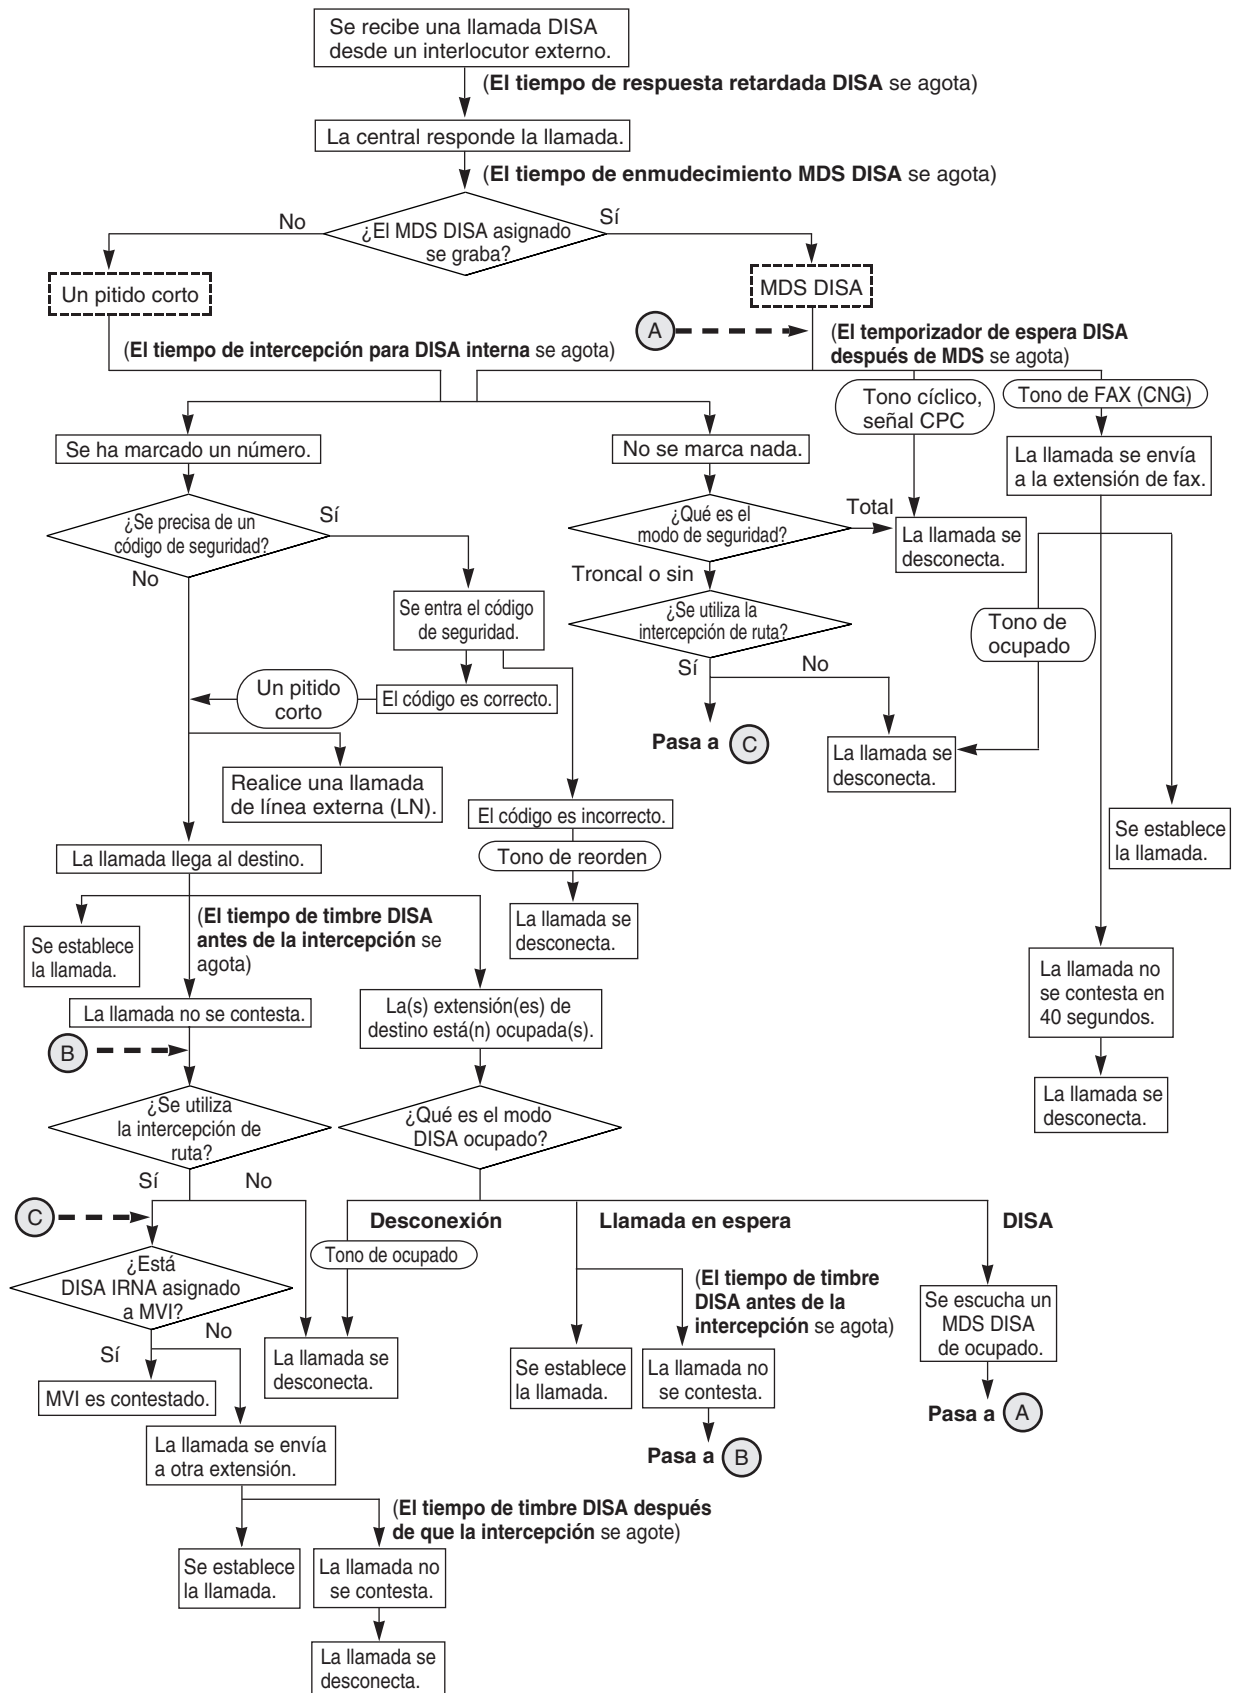 Se recibe una llamada DISA
desde un interlocutor externo.
(El tiempo de respuesta retardada DISA se agota)
La central responde la llamada.
(El tiempo de enmudecimiento MDS DISA se agota)
No
¿El MDS DISA asignado
se graba?
Sí
Un pitido corto
MDS DISA
A
(El temporizador de espera DISA
después de MDS se agota)
(El tiempo de intercepción para DISA interna se agota)
Tono cíclico,
señal CPC
Tono de FAX (CNG)
Se ha marcado un número.
No se marca nada.
La llamada se envía
a la extensión de fax.
¿Se precisa de un
código de seguridad?
Sí
No
¿Qué es el
modo de seguridad?
Total
La llamada se
desconecta.
Troncal o sin
Se entra el código
de seguridad.
¿Se utiliza la
intercepción de ruta?
Tono de
ocupado
Sí
No
Un pitido
corto
El código es correcto.
Pasa a C
La llamada se
desconecta.
Realice una llamada
de línea externa (LN).
El código es incorrecto.
Se establece
la llamada.
Tono de reorden
La llamada llega al destino.
La llamada se
desconecta.
(El tiempo de timbre DISA
antes de la intercepción se
agota)
Se establece
la llamada.
La llamada no
se contesta en
40 segundos.
La llamada no se contesta.
La(s) extensión(es) de
destino está(n) ocupada(s).
B
La llamada se
desconecta.
¿Se utiliza
la intercepción de
ruta?
¿Qué es el modo
DISA ocupado?
Sí
No
C
Desconexión
Llamada en espera
DISA
Tono de ocupado
¿Está
DISA IRNA asignado
a MVI?
(El tiempo de timbre
DISA antes de la
intercepción se agota)
Se escucha un
MDS DISA
de ocupado.
Sí
No
La llamada se
desconecta.
Se establece
la llamada.
La llamada no
se contesta.
MVI es contestado.
Pasa a A
La llamada se envía
a otra extensión.
Pasa a B
(El tiempo de timbre DISA después
de que la intercepción se agote)
Se establece
la llamada.
La llamada no
se contesta.
La llamada se
desconecta.